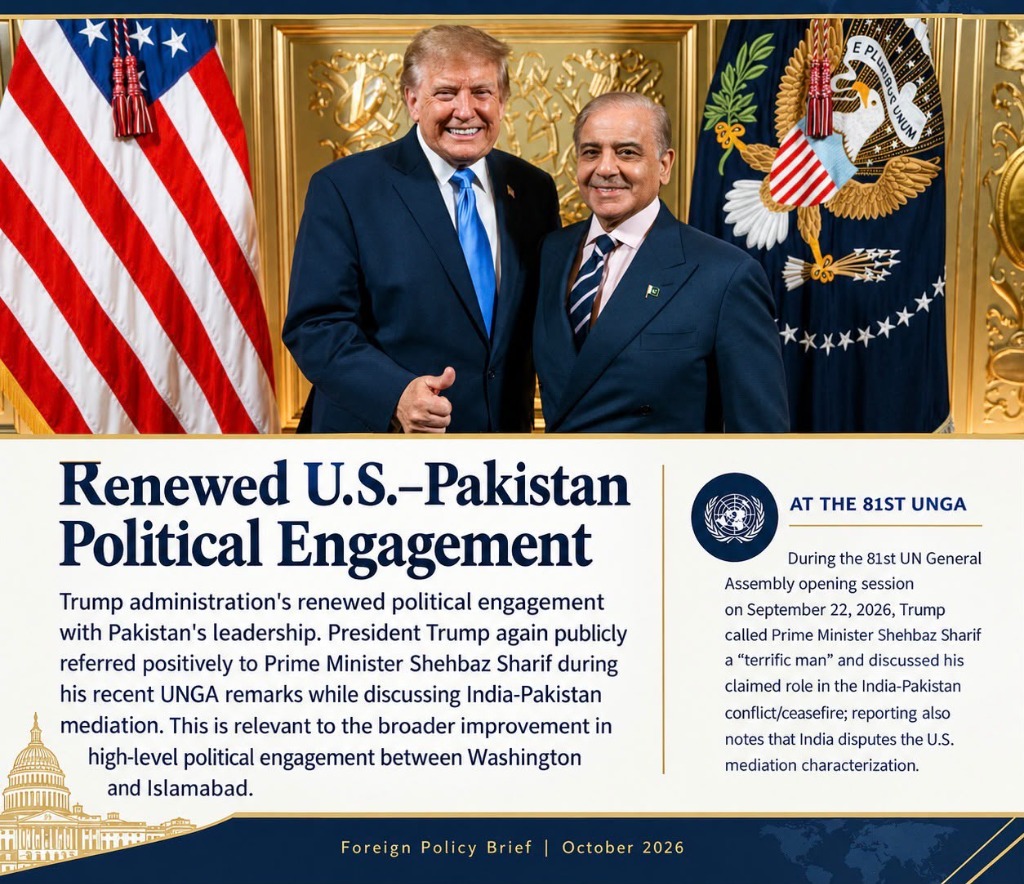 E PLURIBUS UNUM
Renewed U.S.–Pakistan
Political Engagement
Trump administration's renewed political engagement
with Pakistan's leadership. President Trump again publicly
referred positively to Prime Minister Shehbaz Sharif during
his recent UNGA remarks while discussing India-Pakistan
mediation. This is relevant to the broader improvement in
high-level political engagement between Washington
and Islamabad.
AT THE 81ST UNGA
During the 81st UN General
Assembly opening session
on September 22, 2026, Trump
called Prime Minister Shehbaz Sharif
a “terrific man” and discussed his
claimed role in the India-Pakistan
conflict/ceasefire; reporting also
notes that India disputes the U.S.
mediation characterization.
Foreign Policy Brief | October 2026